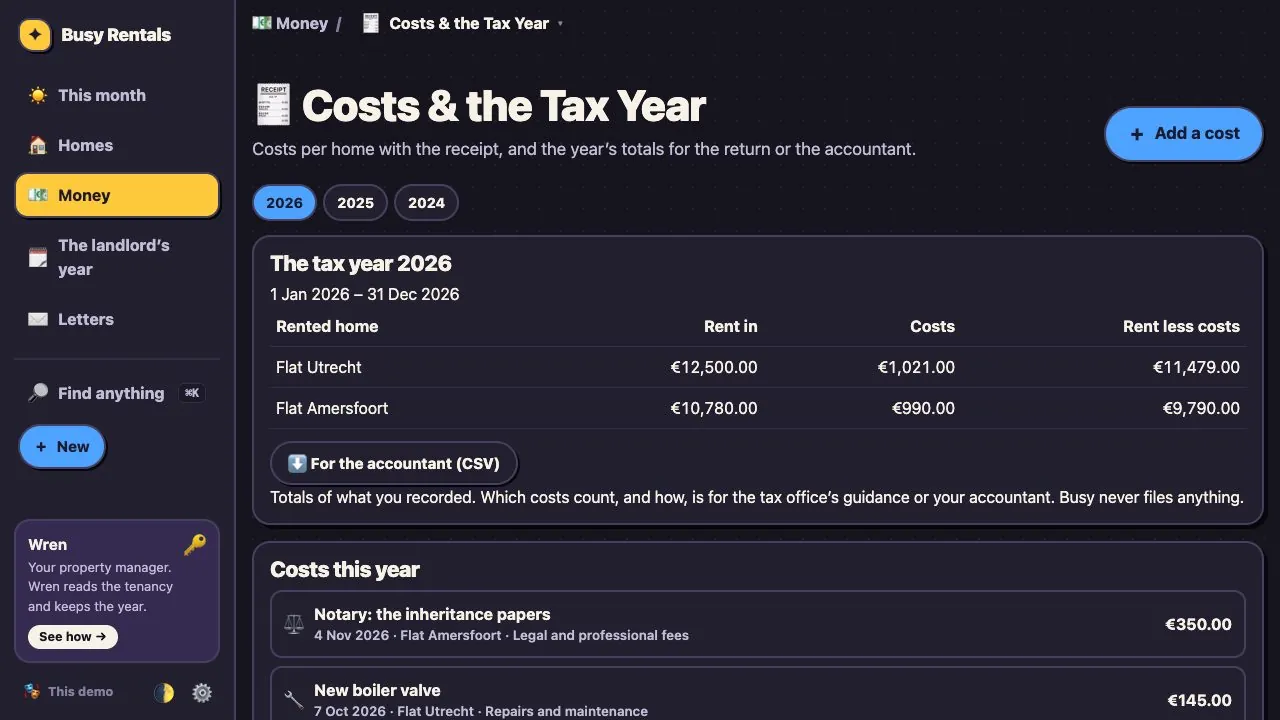 Busy Rentals
This month
Homes
Money
The landlord’s
year
Letters
Find anything ⌘K
+ New
Wren
Your property manager.
Wren reads the tenancy
and keeps the year.
See how →
This demo
Money / Costs & the Tax Year
Costs & the Tax Year
Costs per home with the receipt, and the year’s totals for the return or the accountant.
+ Add a cost
2026 2025 2024
The tax year 2026
1 Jan 2026 – 31 Dec 2026
Rented home Rent in Costs Rent less costs
Flat Utrecht €12,500.00 €1,021.00 €11,479.00
Flat Amersfoort €10,780.00 €990.00 €9,790.00
For the accountant (CSV)
Totals of what you recorded. Which costs count, and how, is for the tax office’s guidance or your accountant. Busy never files anything.
Costs this year
Notary: the inheritance papers €350.00
4 Nov 2026 · Flat Amersfoort · Legal and professional fees
New boiler valve €145.00
7 Oct 2026 · Flat Utrecht · Repairs and maintenance